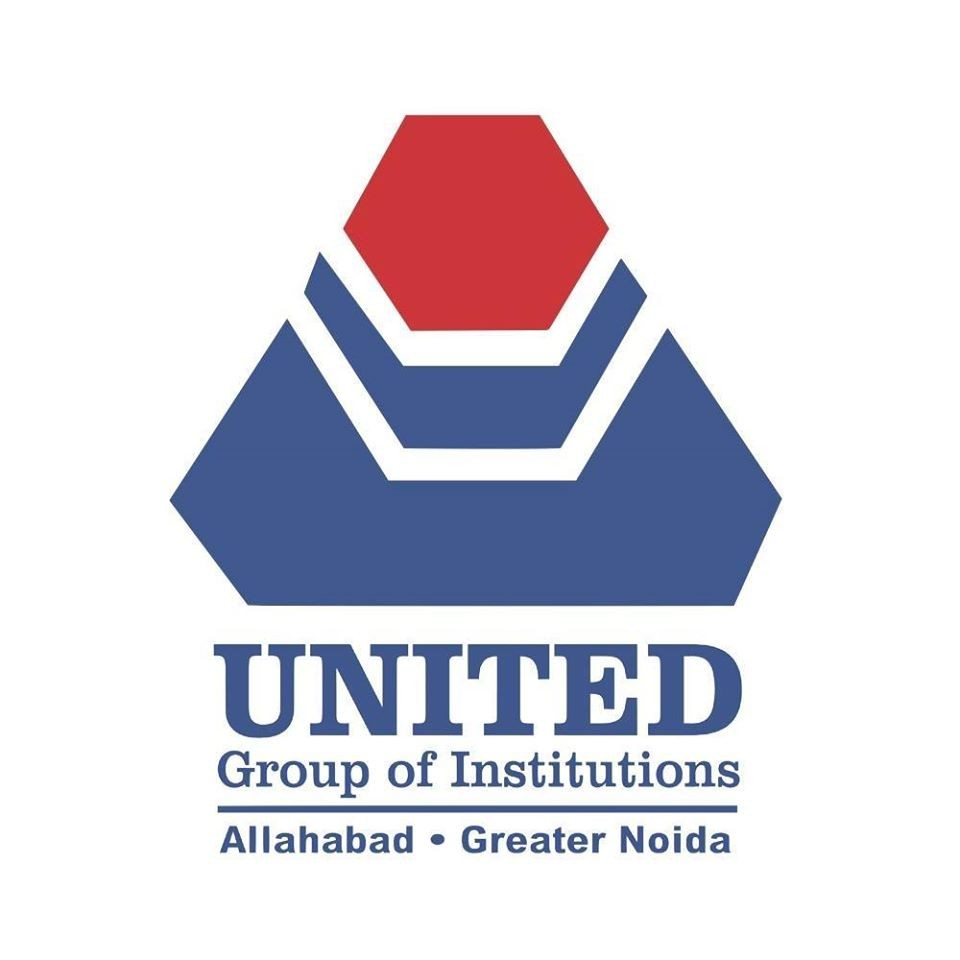 UNITED
Group of Institutions
Allahabad • Greater Noida